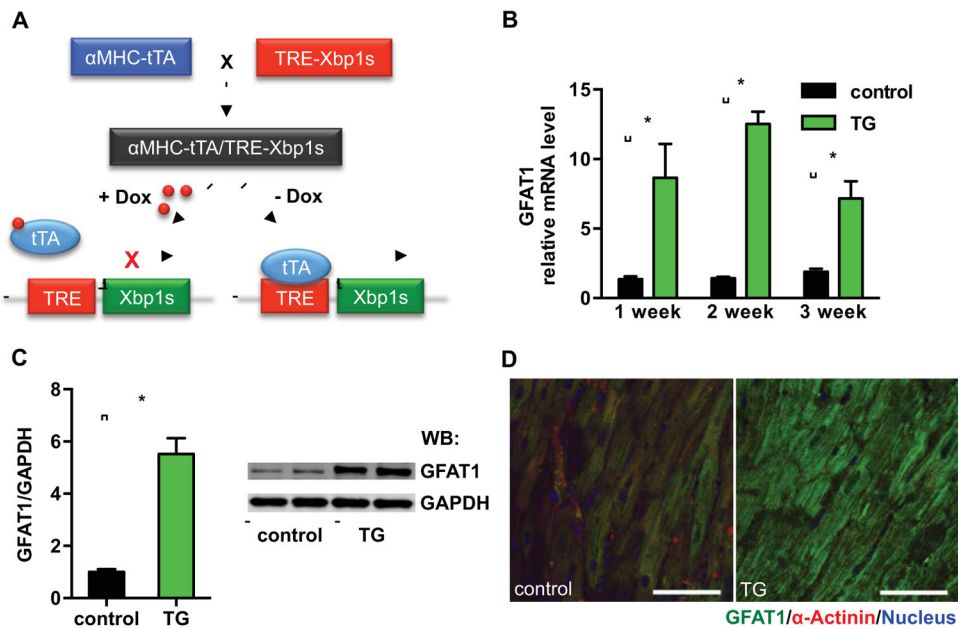 A
αMHC-tTA
X
TRE-Xbp1s
αMHC-tTA/TRE-Xbp1s
+ Dox
- Dox
tTA
X
TRE
Xbp1s
tTA
TRE
Xbp1s
B
GFAT1
relative mRNA level
15
10
5
0
*
*
*
control
TG
1 week
2 week
3 week
C
GFAT1/GAPDH
8
6
4
2
0
*
control
TG
WB:
GFAT1
GAPDH
control
TG
D
control
TG
GFAT1/α-Actinin/Nucleus